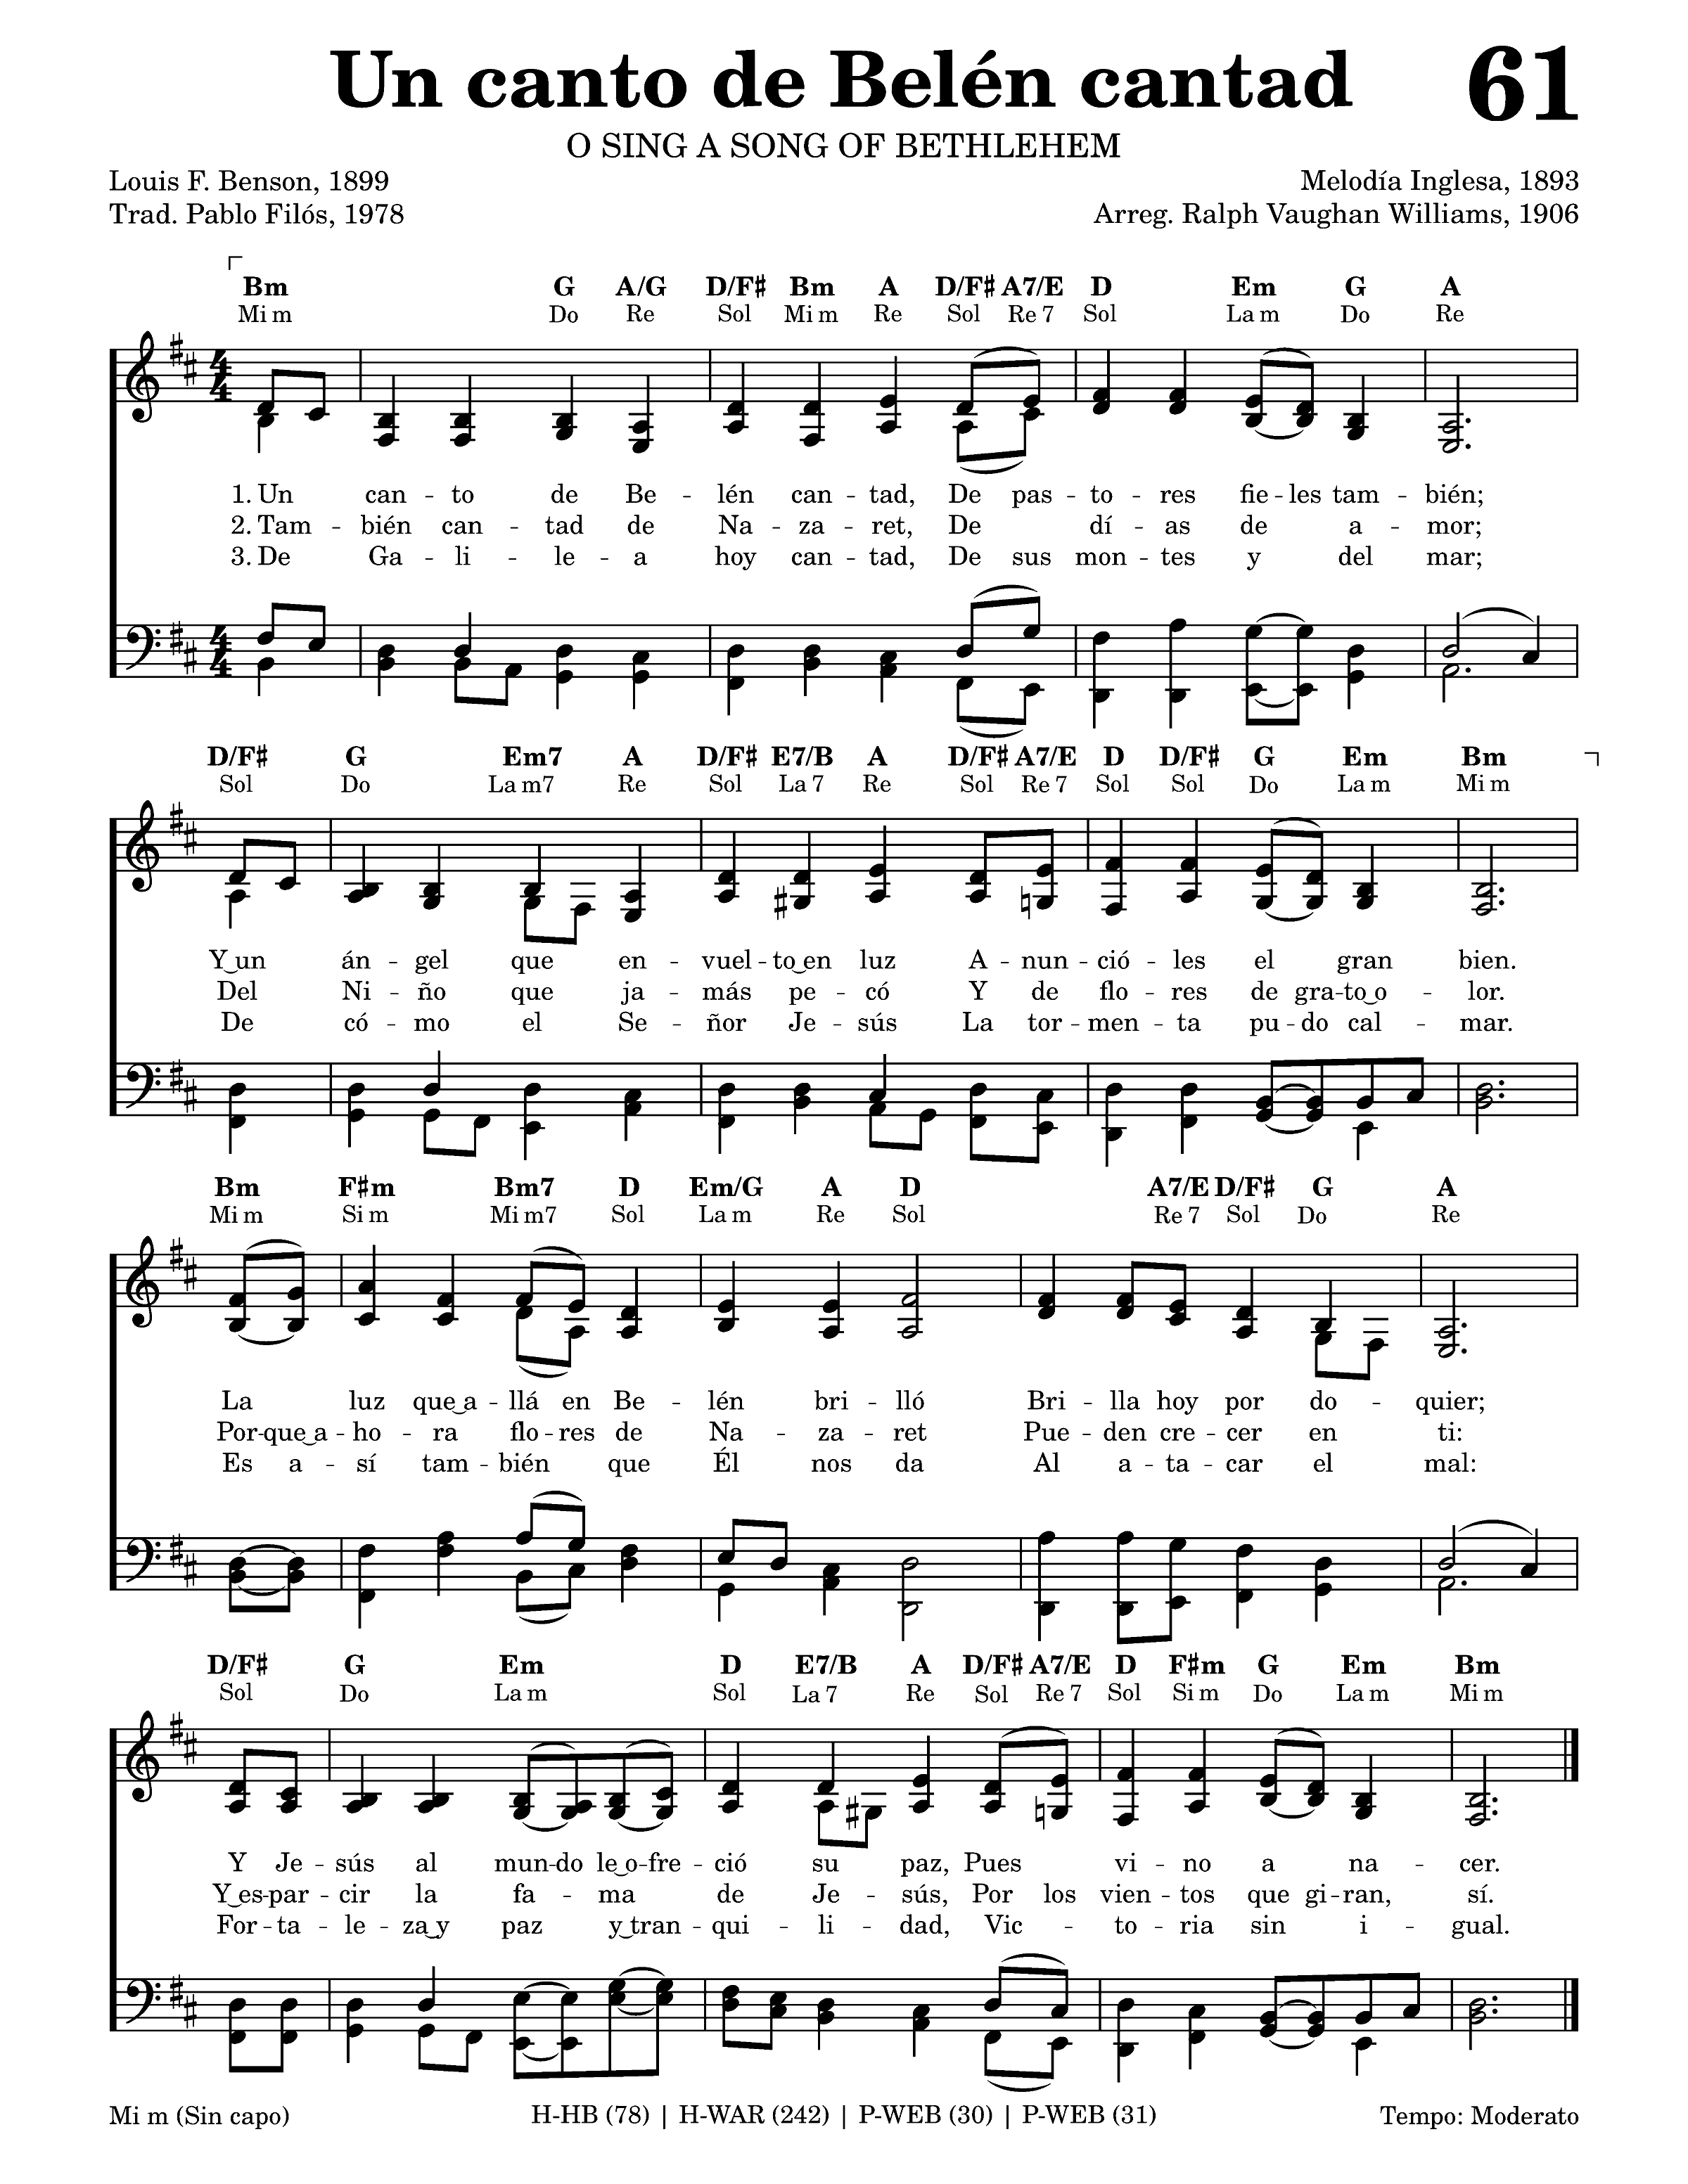 Un canto de Belén cantad 61
O SING A SONG OF BETHLEHEM
Louis F. Benson, 1899 Melodía Inglesa, 1893
Trad. Pablo Filós, 1978 Arreg. Ralph Vaughan Williams, 1906
Bm G A/G D/F♯ Bm A D/F♯ A7/E D Em G A
Mi m Do Re Sol Mi m Re Sol Re 7 Sol La m Do Re
4 4
1. Un can - to de Be - lén can - tad, De pas - to - res fie - les tam - bién;
2. Tam - bién can - tad de Na - za - ret, De dí - as de a - mor;
3. De Ga - li - le - a hoy can - tad, De sus mon - tes y del mar;
4 4
D/F♯ G Em7 A D/F♯ E7/B A D/F♯ A7/E D D/F♯ G Em Bm
Sol Do La m7 Re Sol La 7 Re Sol Re 7 Sol Sol Do La m Mi m
Y‿un án - gel que en - vuel - to‿en luz A - nun - ció - les el gran bien.
Del Ni - ño que ja - más pe - có Y de flo - res de gra - to‿o - lor.
De có - mo el Se - ñor Je - sús La tor - men - ta pu - do cal - mar.
Bm F♯m Bm7 D Em/G A D A7/E D/F♯ G A
Mi m Si m Mi m7 Sol La m Re Sol Re 7 Sol Do Re
La luz que‿a - llá en Be - lén bri - lló Bri - lla hoy por do - quier;
Por - que‿a - ho - ra flo - res de Na - za - ret Pue - den cre - cer en ti:
Es a - sí tam - bién que Él nos da Al a - ta - car el mal:
D/F♯ G Em D E7/B A D/F♯ A7/E D F♯m G Em Bm
Sol Do La m Sol La 7 Re Sol Re 7 Sol Si m Do La m Mi m
Y Je - sús al mun - do le‿o - fre - ció su paz, Pues vi - no a na - cer.
Y‿es - par - cir la fa - ma de Je - sús, Por los vien - tos que gi - ran, sí.
For - ta - le - za‿y paz y‿tran - qui - li - dad, Vic - to - ria sin i - gual.
Mi m (Sin capo) H-HB (78) | H-WAR (242) | P-WEB (30) | P-WEB (31) Tempo: Moderato